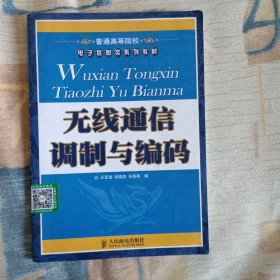 普通高等院校
电子信息类系列教材
Wuxian Tongxin
Tiaozhi Yu Bianma
无线通信
调制与编码
编
人民邮电出版社